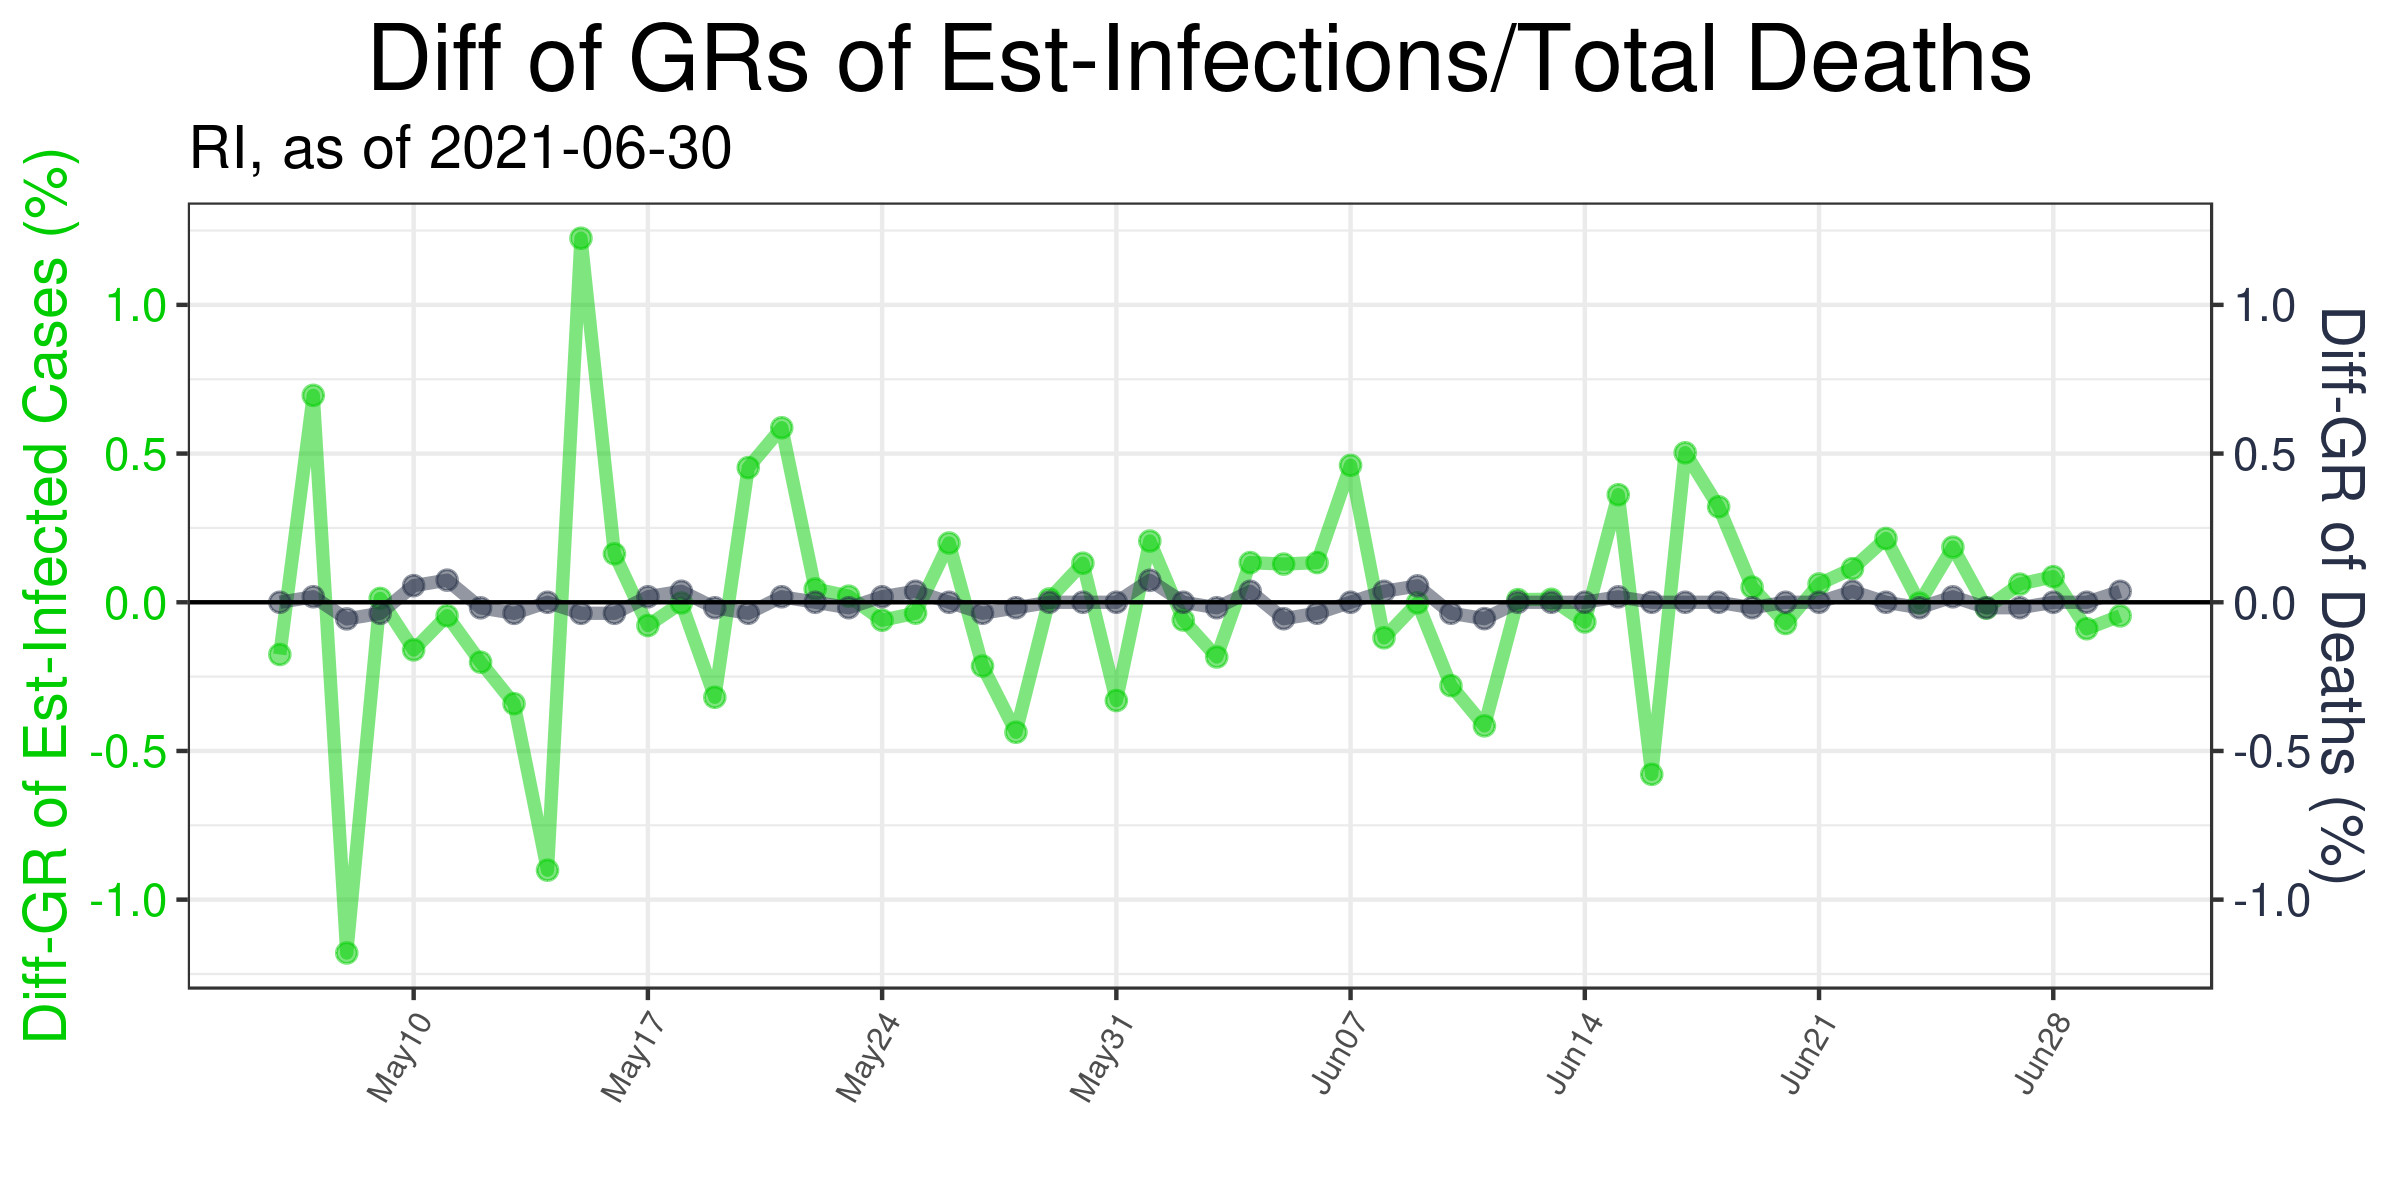 Diff of GRs of Est-Infections/Total Deaths
RI, as of 2021-06-30
Diff-GR of Est-Infected Cases (%)
1.0
0.5
0.0
-0.5
-1.0
1.0
0.5
0.0
-0.5
-1.0
Diff-GR of Deaths (%)
May10
May17
May24
May31
Jun07
Jun14
Jun21
Jun28